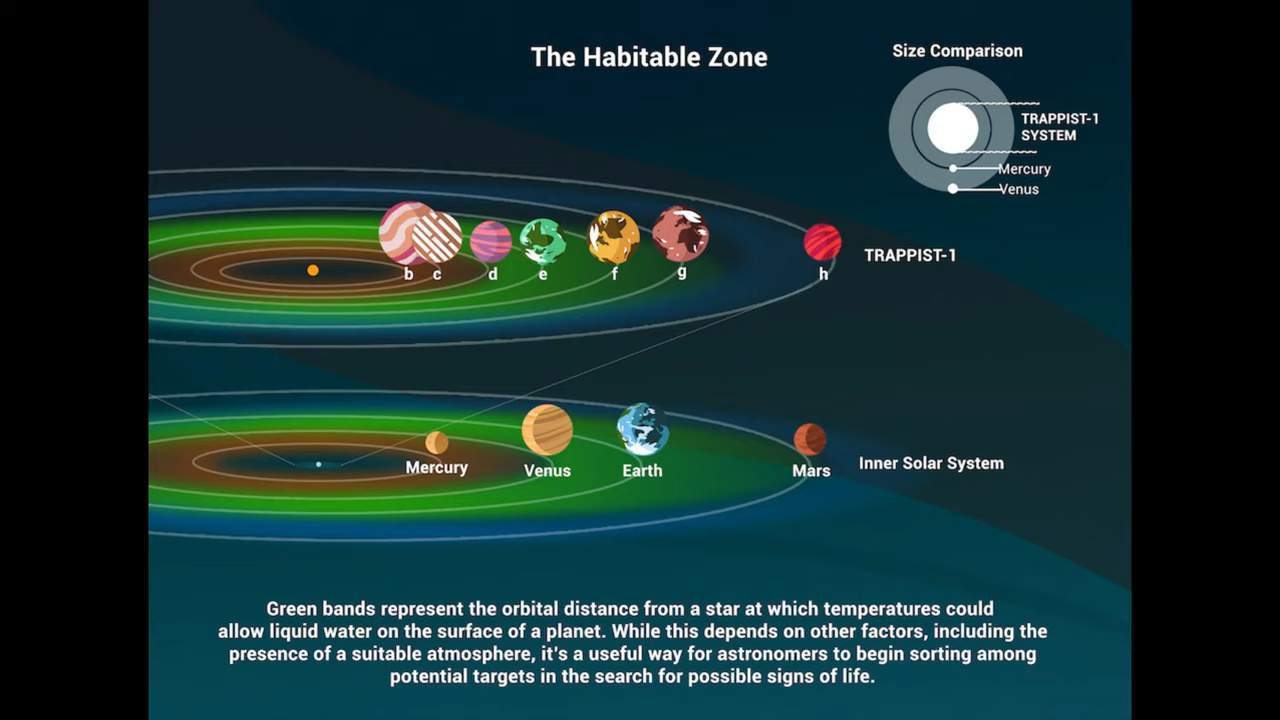 The Habitable Zone
Size Comparison
TRAPPIST-1
SYSTEM
Mercury
Venus
b c d e f g h
TRAPPIST-1
Mercury Venus Earth Mars
Inner Solar System
Green bands represent the orbital distance from a star at which temperatures could
allow liquid water on the surface of a planet. While this depends on other factors, including the
presence of a suitable atmosphere, it's a useful way for astronomers to begin sorting among
potential targets in the search for possible signs of life.